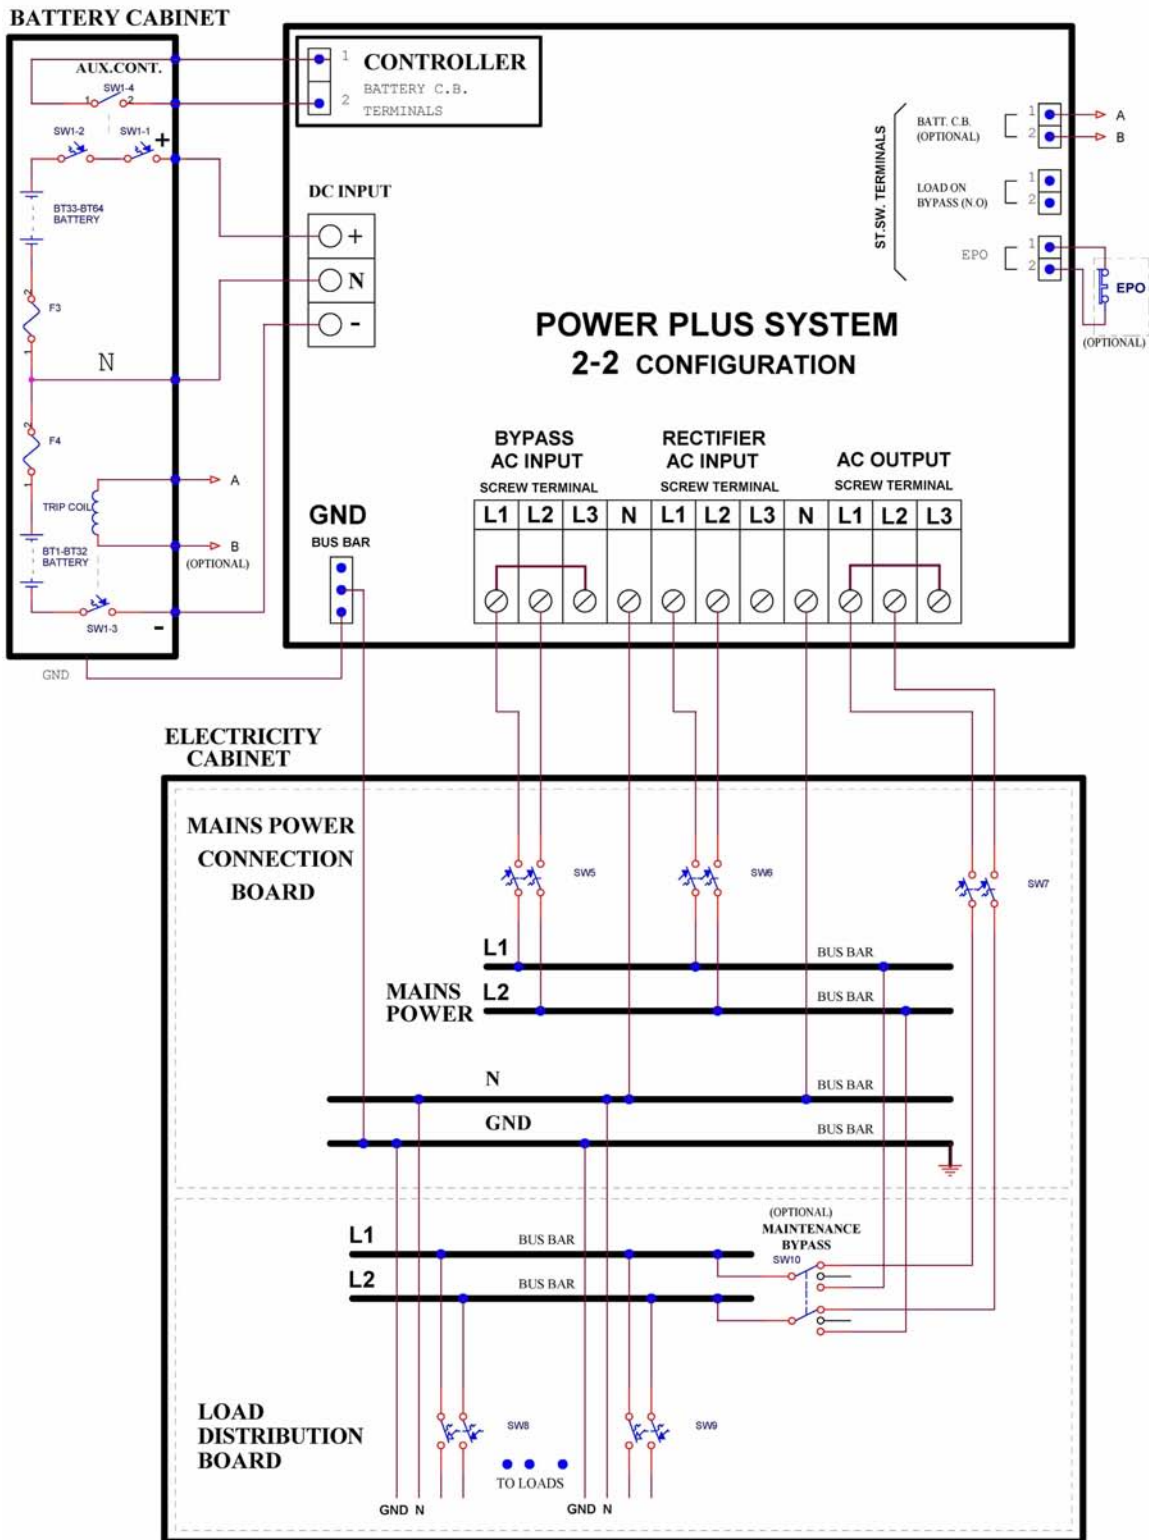 BATTERY CABINET
AUX.CONT.
SW1-4
1 2
SW1-2 SW1-1 +
BT33-BT64
BATTERY
2
F3
1
N
2
F4
1
TRIP COIL
A
BT1-BT32
BATTERY
B
(OPTIONAL)
SW1-3 -
GND
1 CONTROLLER
2 BATTERY C.B.
TERMINALS
DC INPUT
+
N
-
ST.SW. TERMINALS
BATT. C.B.
(OPTIONAL)
1 A
2 B
LOAD ON
BYPASS (N.O)
1
2
EPO
1
2
EPO
(OPTIONAL)
POWER PLUS SYSTEM
2-2 CONFIGURATION
GND
BUS BAR
BYPASS
AC INPUT
SCREW TERMINAL
RECTIFIER
AC INPUT
SCREW TERMINAL
AC OUTPUT
SCREW TERMINAL
L1 L2 L3 N L1 L2 L3 N L1 L2 L3
ELECTRICITY
CABINET
MAINS POWER
CONNECTION
BOARD
SW5
SW6
SW7
L1 BUS BAR
MAINS
POWER
L2 BUS BAR
N BUS BAR
GND BUS BAR
(OPTIONAL)
MAINTENANCE
BYPASS
SW10
L1 BUS BAR
L2 BUS BAR
LOAD
DISTRIBUTION
BOARD
SW8
SW9
TO LOADS
GND N GND N